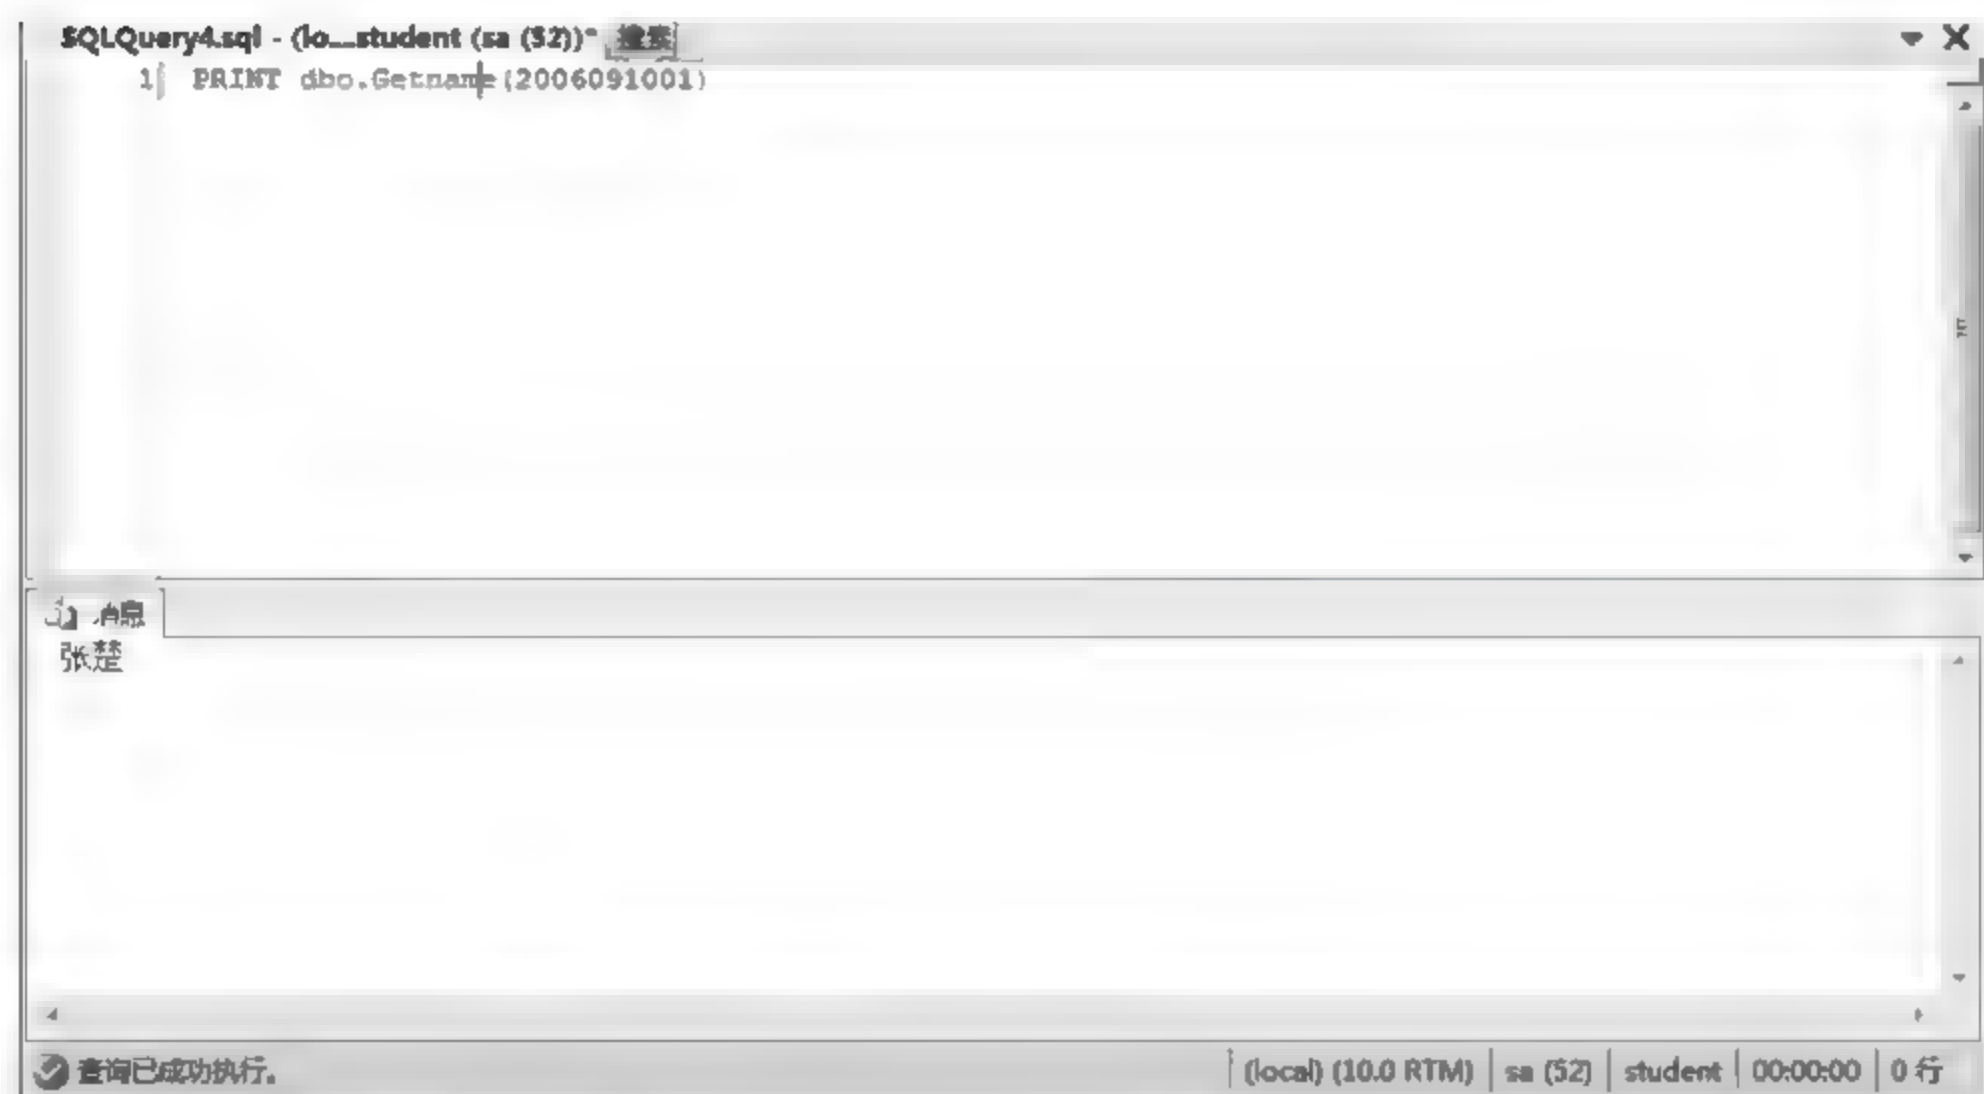 SQLQuery4.sql - (lo...student (sa (52))*
1 PRINT dbo.Getname(2006091001)
消息
张楚
查询已成功执行。
(local) (10.0 RTM) sa (52) student 00:00:00 0 行